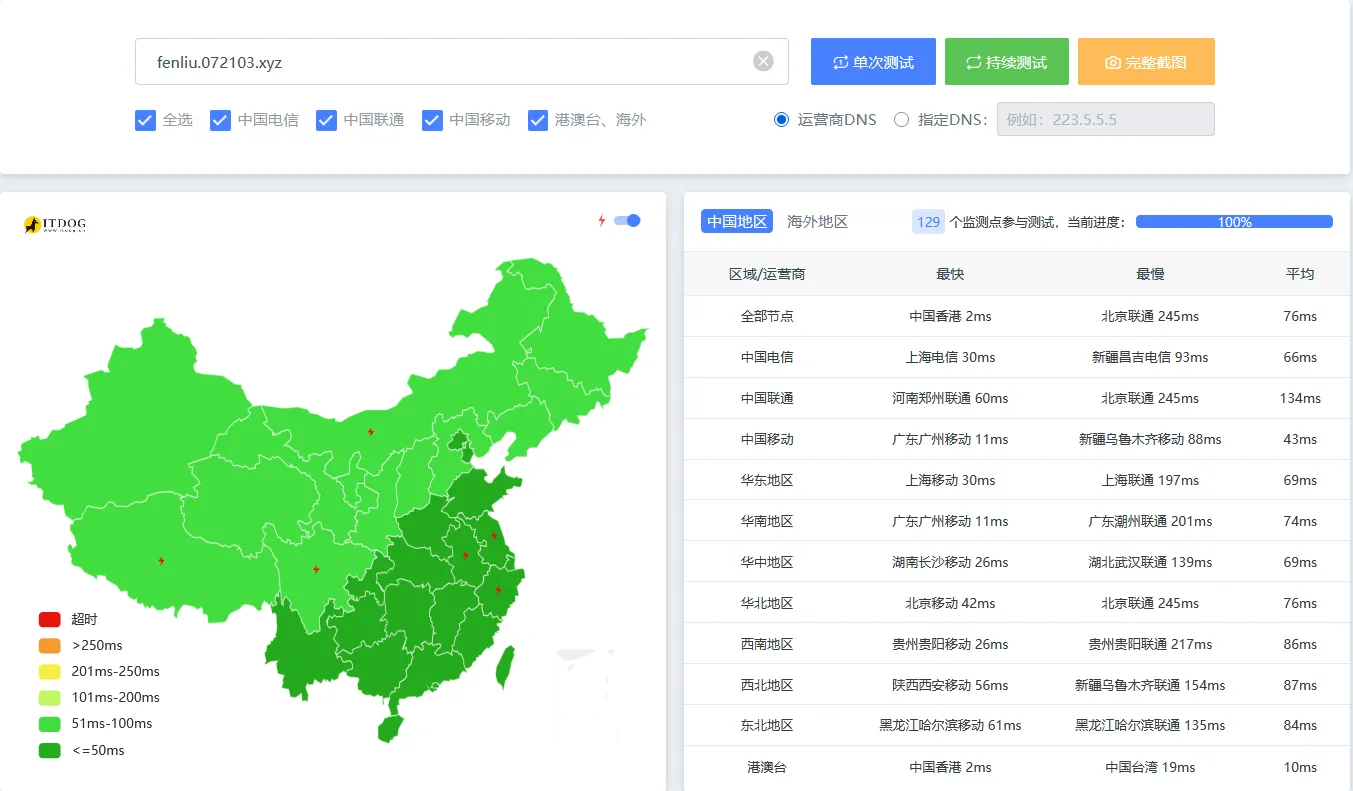 fenliu.072103.xyz
单次测试 持续测试 完整截图
全选 中国电信 中国联通 中国移动 港澳台、海外
运营商DNS 指定DNS: 例如：223.5.5.5
ITDOG
超时
>250ms
201ms-250ms
101ms-200ms
51ms-100ms
<=50ms
中国地区 海外地区 129 个监测点参与测试，当前进度： 100%
区域/运营商 最快 最慢 平均
全部节点 中国香港 2ms 北京联通 245ms 76ms
中国电信 上海电信 30ms 新疆昌吉电信 93ms 66ms
中国联通 河南郑州联通 60ms 北京联通 245ms 134ms
中国移动 广东广州移动 11ms 新疆乌鲁木齐移动 88ms 43ms
华东地区 上海移动 30ms 上海联通 197ms 69ms
华南地区 广东广州移动 11ms 广东潮州联通 201ms 74ms
华中地区 湖南长沙移动 26ms 湖北武汉联通 139ms 69ms
华北地区 北京移动 42ms 北京联通 245ms 76ms
西南地区 贵州贵阳移动 26ms 贵州贵阳联通 217ms 86ms
西北地区 陕西西安移动 56ms 新疆乌鲁木齐联通 154ms 87ms
东北地区 黑龙江哈尔滨移动 61ms 黑龙江哈尔滨联通 135ms 84ms
港澳台 中国香港 2ms 中国台湾 19ms 10ms